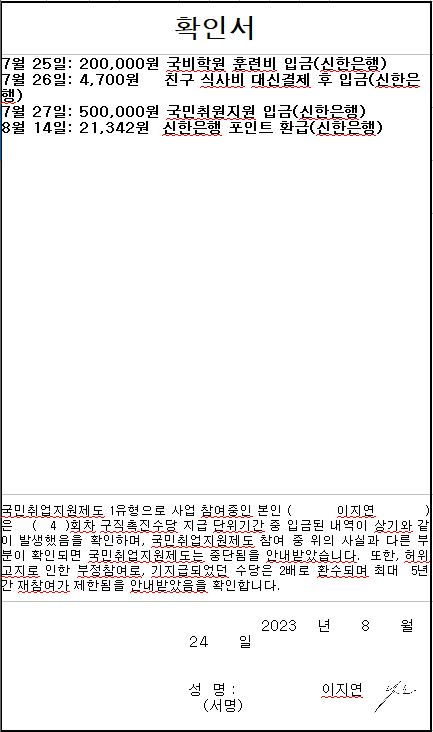 확인서
7월 25일: 200,000원 국비학원 훈련비 입금(신한은행)
7월 26일: 4,700원 친구 식사비 대신결제 후 입금(신한은
행)
7월 27일: 500,000원 국민취원지원 입금(신한은행)
8월 14일: 21,342원 신한은행 포인트 환급(신한은행)
국민취업지원제도 1유형으로 사업 참여중인 본인 ( 이지연 )
은 ( 4 )회차 구직촉진수당 지급 단위기간 중 입금된 내역이 상기와 같
이 발생했음을 확인하며, 국민취업지원제도 참여 중 위의 사실과 다른 부
분이 확인되면 국민취업지원제도는 중단됨을 안내받았습니다. 또한, 허위
고지로 인한 부정참여로, 기지급되었던 수당은 2배로 환수되며 최대 5년
간 재참여가 제한됨을 안내받았음을 확인합니다.
2023 년 8 월
24 일
성 명 : 이지연
(서명)